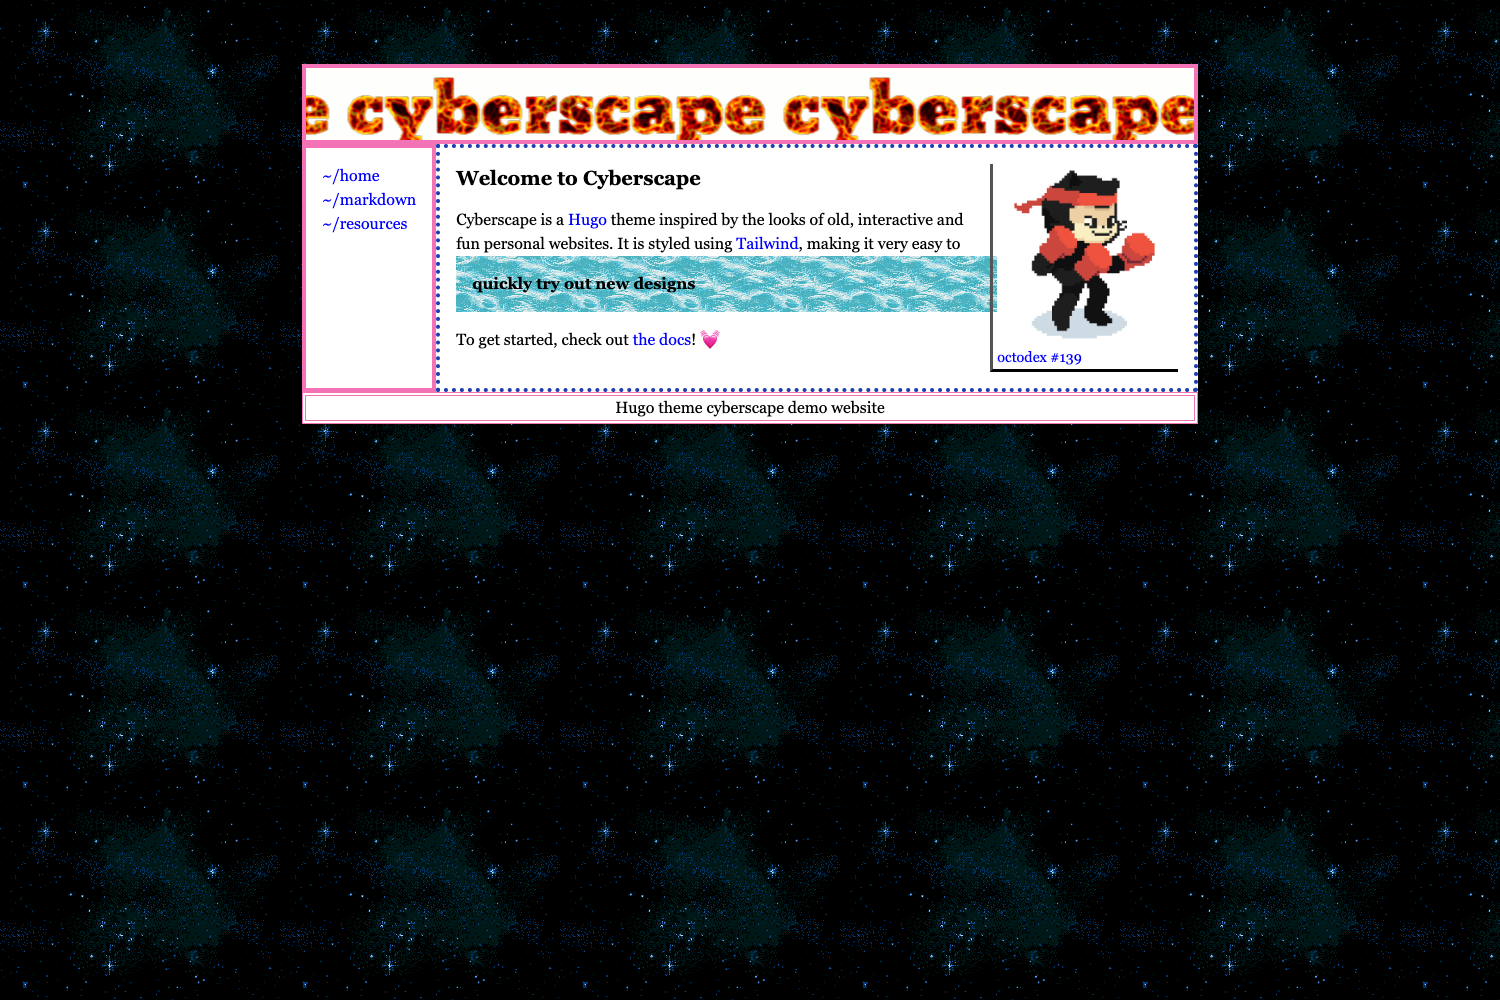 e cyberscape cyberscape
~/home
~/markdown
~/resources
Welcome to Cyberscape
Cyberscape is a Hugo theme inspired by the looks of old, interactive and
fun personal websites. It is styled using Tailwind, making it very easy to
quickly try out new designs
To get started, check out the docs! 💓
octodex #139
Hugo theme cyberscape demo website